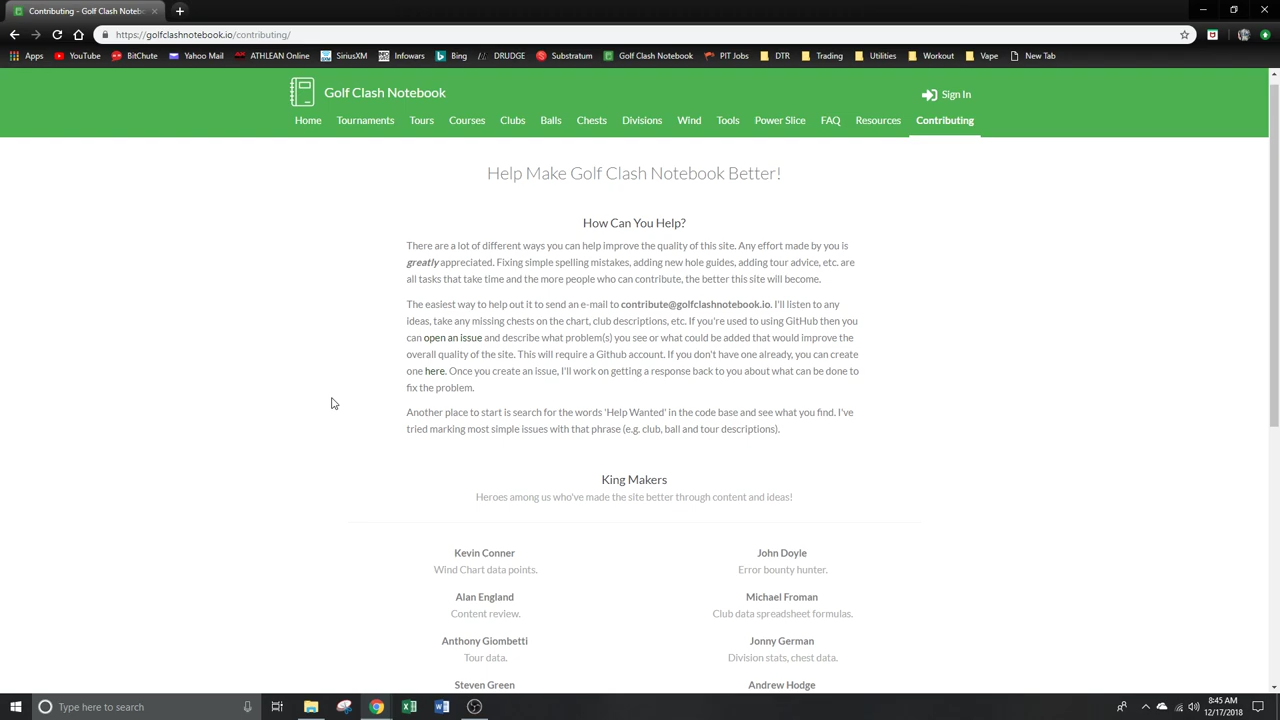 Contributing - Golf Clash Noteb
https://golfclashnotebook.io/contributing/
Apps YouTube BitChute Yahoo Mail ATHLEAN Online SiriusXM Infowars Bing DRUDGE Substratum Golf Clash Notebook PIT Jobs DTR Trading Utilities Workout Vape New Tab
Golf Clash Notebook
Sign In
Home Tournaments Tours Courses Clubs Balls Chests Divisions Wind Tools Power Slice FAQ Resources Contributing
Help Make Golf Clash Notebook Better!
How Can You Help?
There are a lot of different ways you can help improve the quality of this site. Any effort made by you is
greatly appreciated. Fixing simple spelling mistakes, adding new hole guides, adding tour advice, etc. are
all tasks that take time and the more people who can contribute, the better this site will become.
The easiest way to help out it to send an e-mail to contribute@golfclashnotebook.io. I'll listen to any
ideas, take any missing chests on the chart, club descriptions, etc. If you're used to using GitHub then you
can open an issue and describe what problem(s) you see or what could be added that would improve the
overall quality of the site. This will require a Github account. If you don't have one already, you can create
one here. Once you create an issue, I'll work on getting a response back to you about what can be done to
fix the problem.
Another place to start is search for the words 'Help Wanted' in the code base and see what you find. I've
tried marking most simple issues with that phrase (e.g. club, ball and tour descriptions).
King Makers
Heroes among us who've made the site better through content and ideas!
Kevin Conner
Wind Chart data points.
John Doyle
Error bounty hunter.
Alan England
Content review.
Michael Froman
Club data spreadsheet formulas.
Anthony Giombetti
Tour data.
Jonny German
Division stats, chest data.
Steven Green
Andrew Hodge
Type here to search
8:45 AM
12/17/2018